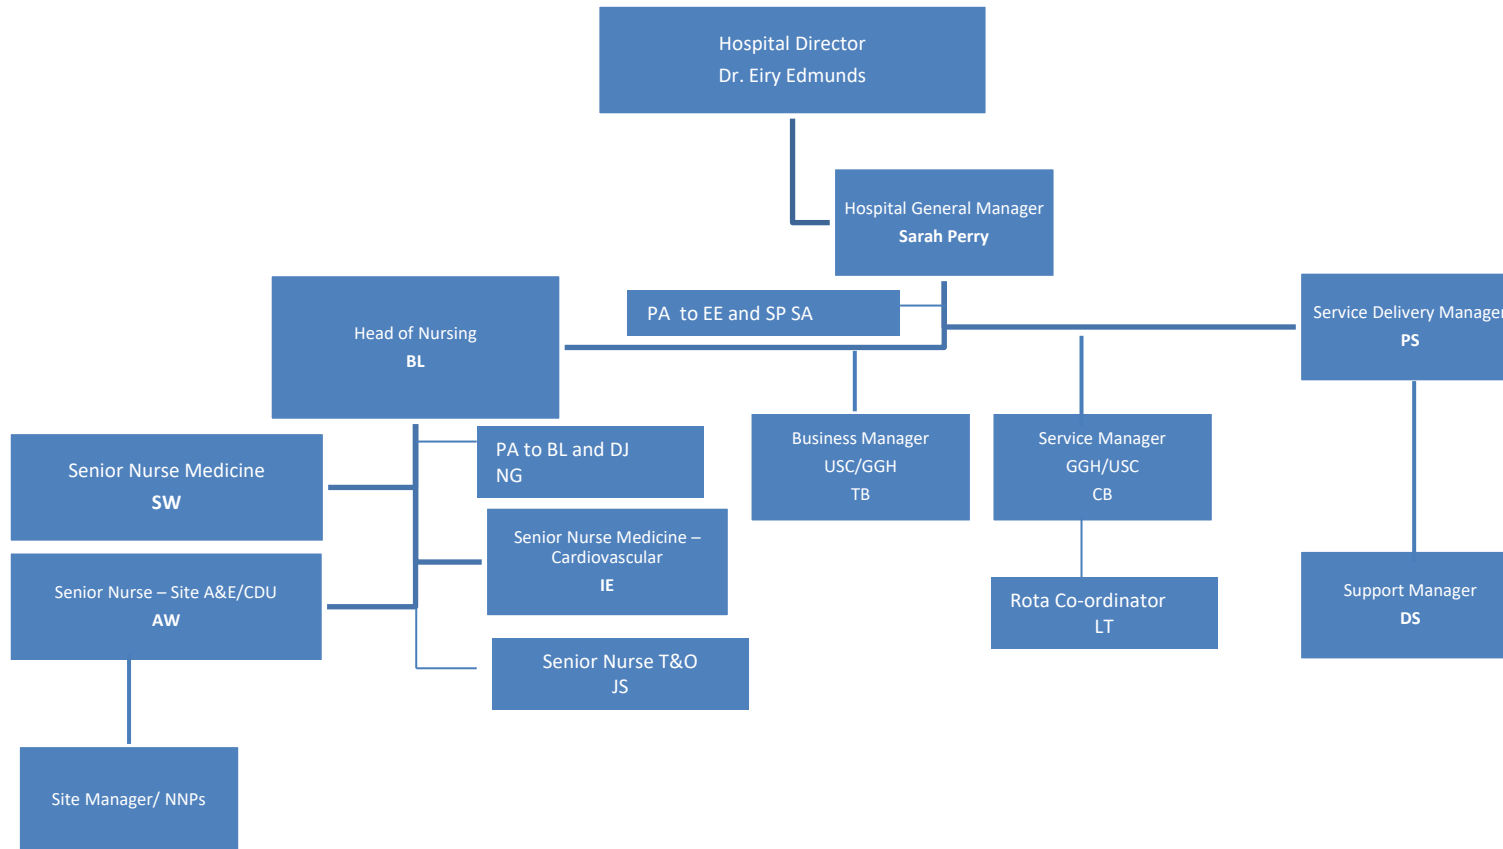 Hospital Director
Dr. Eiry Edmunds
Hospital General Manager
Sarah Perry
PA to EE and SP SA
Head of Nursing
BL
Service Delivery Manager
PS
PA to BL and DJ
NG
Business Manager
USC/GGH
TB
Service Manager
GGH/USC
CB
Senior Nurse Medicine
SW
Senior Nurse Medicine –
Cardiovascular
IE
Senior Nurse – Site A&E/CDU
AW
Rota Co-ordinator
LT
Support Manager
DS
Senior Nurse T&O
JS
Site Manager/ NNPs